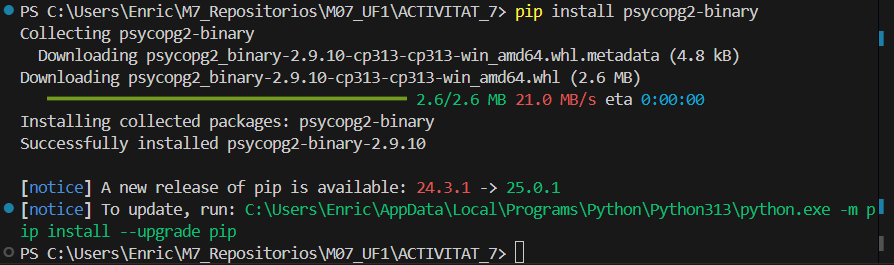 PS C:\Users\Enric\M7_Repositorios\M07_UF1\ACTIVITAT_7> pip install psycopg2-binary
Collecting psycopg2-binary
  Downloading psycopg2_binary-2.9.10-cp313-cp313-win_amd64.whl.metadata (4.8 kB)
Downloading psycopg2_binary-2.9.10-cp313-cp313-win_amd64.whl (2.6 MB)
2.6/2.6 MB 21.0 MB/s eta 0:00:00
Installing collected packages: psycopg2-binary
Successfully installed psycopg2-binary-2.9.10
[notice] A new release of pip is available: 24.3.1 -> 25.0.1
[notice] To update, run: C:\Users\Enric\AppData\Local\Programs\Python\Python313\python.exe -m p
ip install --upgrade pip
PS C:\Users\Enric\M7_Repositorios\M07_UF1\ACTIVITAT_7>